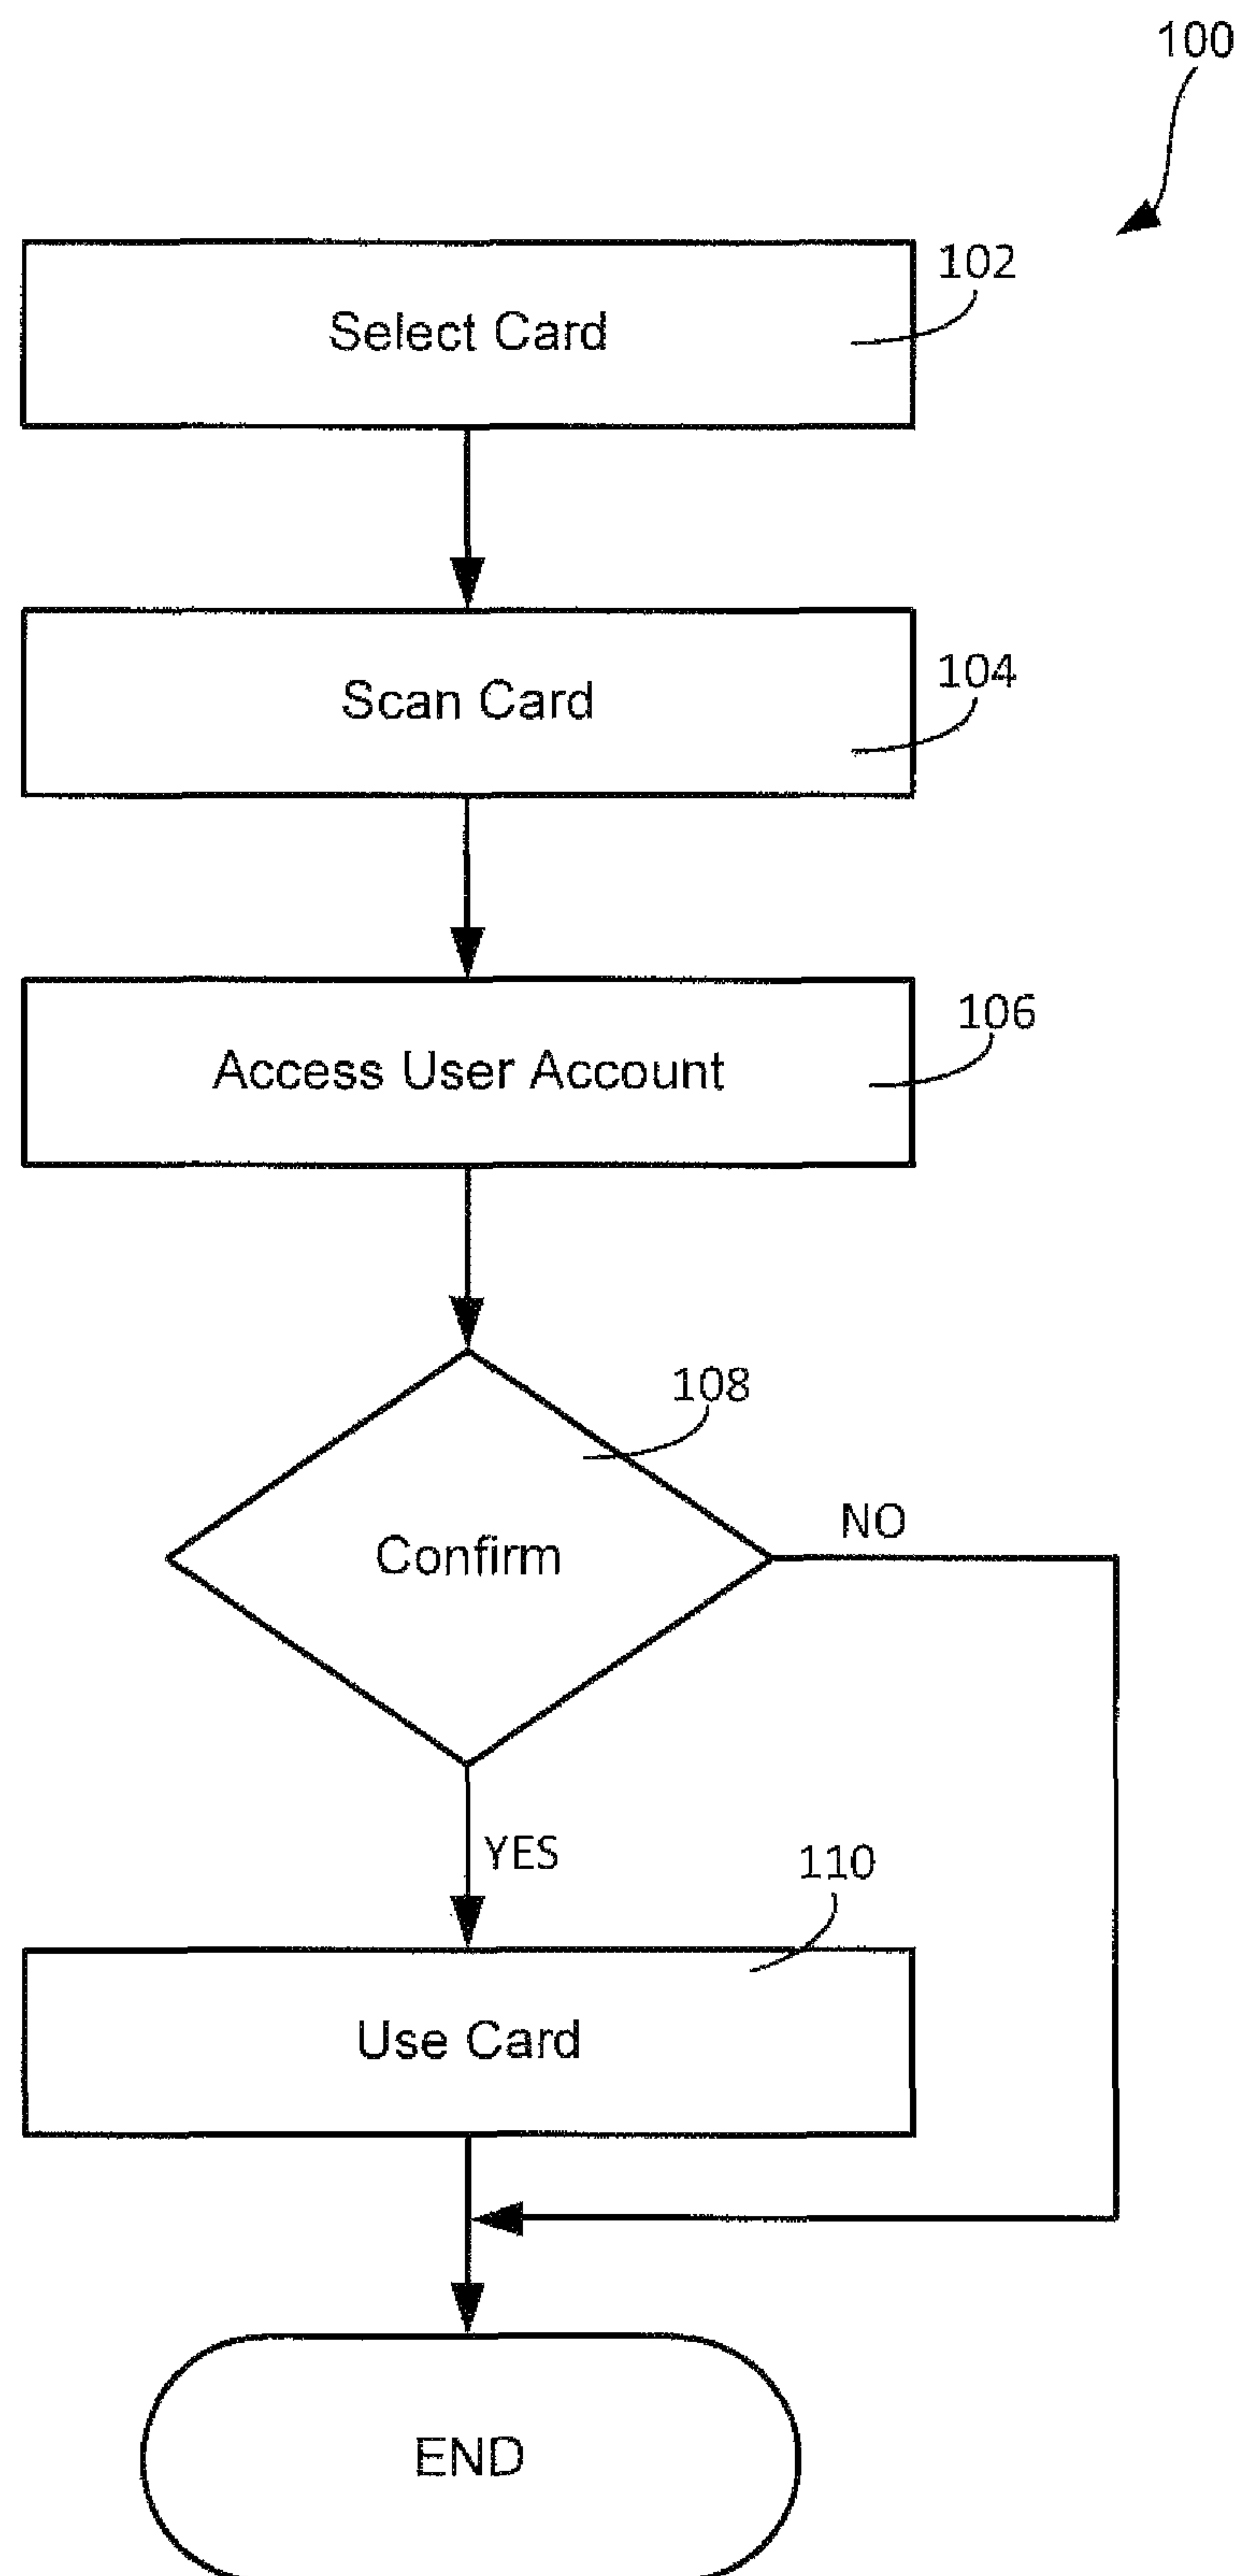 100
Select Card
102
Scan Card
104
Access User Account
106
108
Confirm
NO
YES
110
Use Card
END